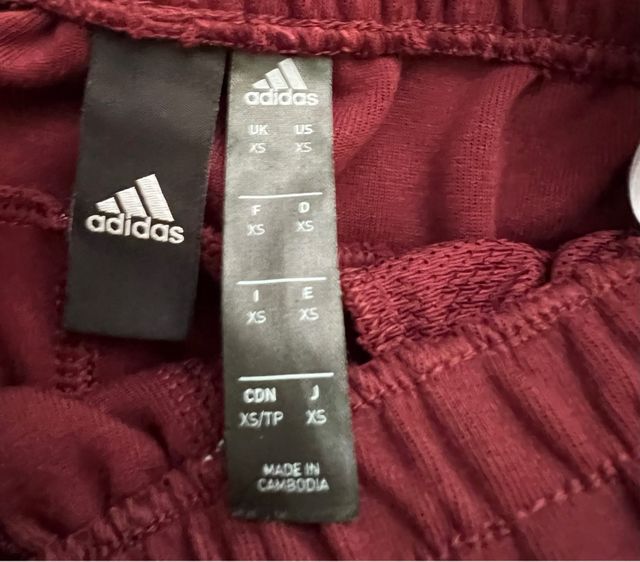 adidas
adidas
UK US
XS XS
F D
XS XS
I E
XS XS
CDN J
XS/TP XS
MADE IN
CAMBODIA